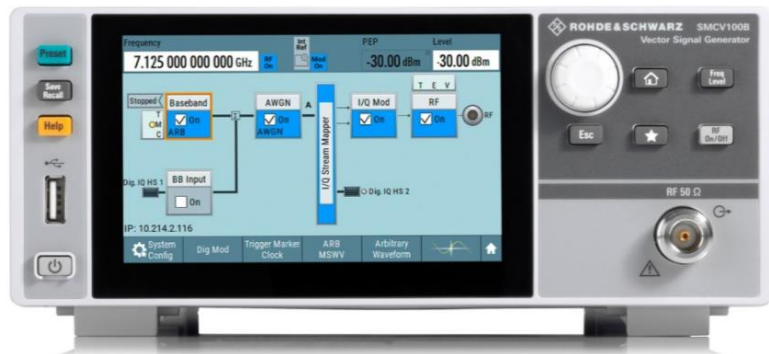 ROHDE&SCHWARZ SMCV100B
Vector Signal Generator
Preset
Save
Recall
Help
Frequency
Int
Ref
PEP
Level
7.125 000 000 000 GHz
RF
On
Mod
On
-30.00 dBm
-30.00 dBm
Stopped
T
M
C
Baseband
On
ARB
AWGN
On
AWGN
A
I/Q Stream Mapper
I/Q Mod
On
T E V
RF
On
RF
Dig. IQ HS 1
BB Input
On
Dig. IQ HS 2
IP: 10.214.2.116
System
Config
Dig Mod
Trigger Marker
Clock
ARB
MSWV
Arbitrary
Waveform
Freq
Level
Esc
RF
On/Off
RF 50 Ω